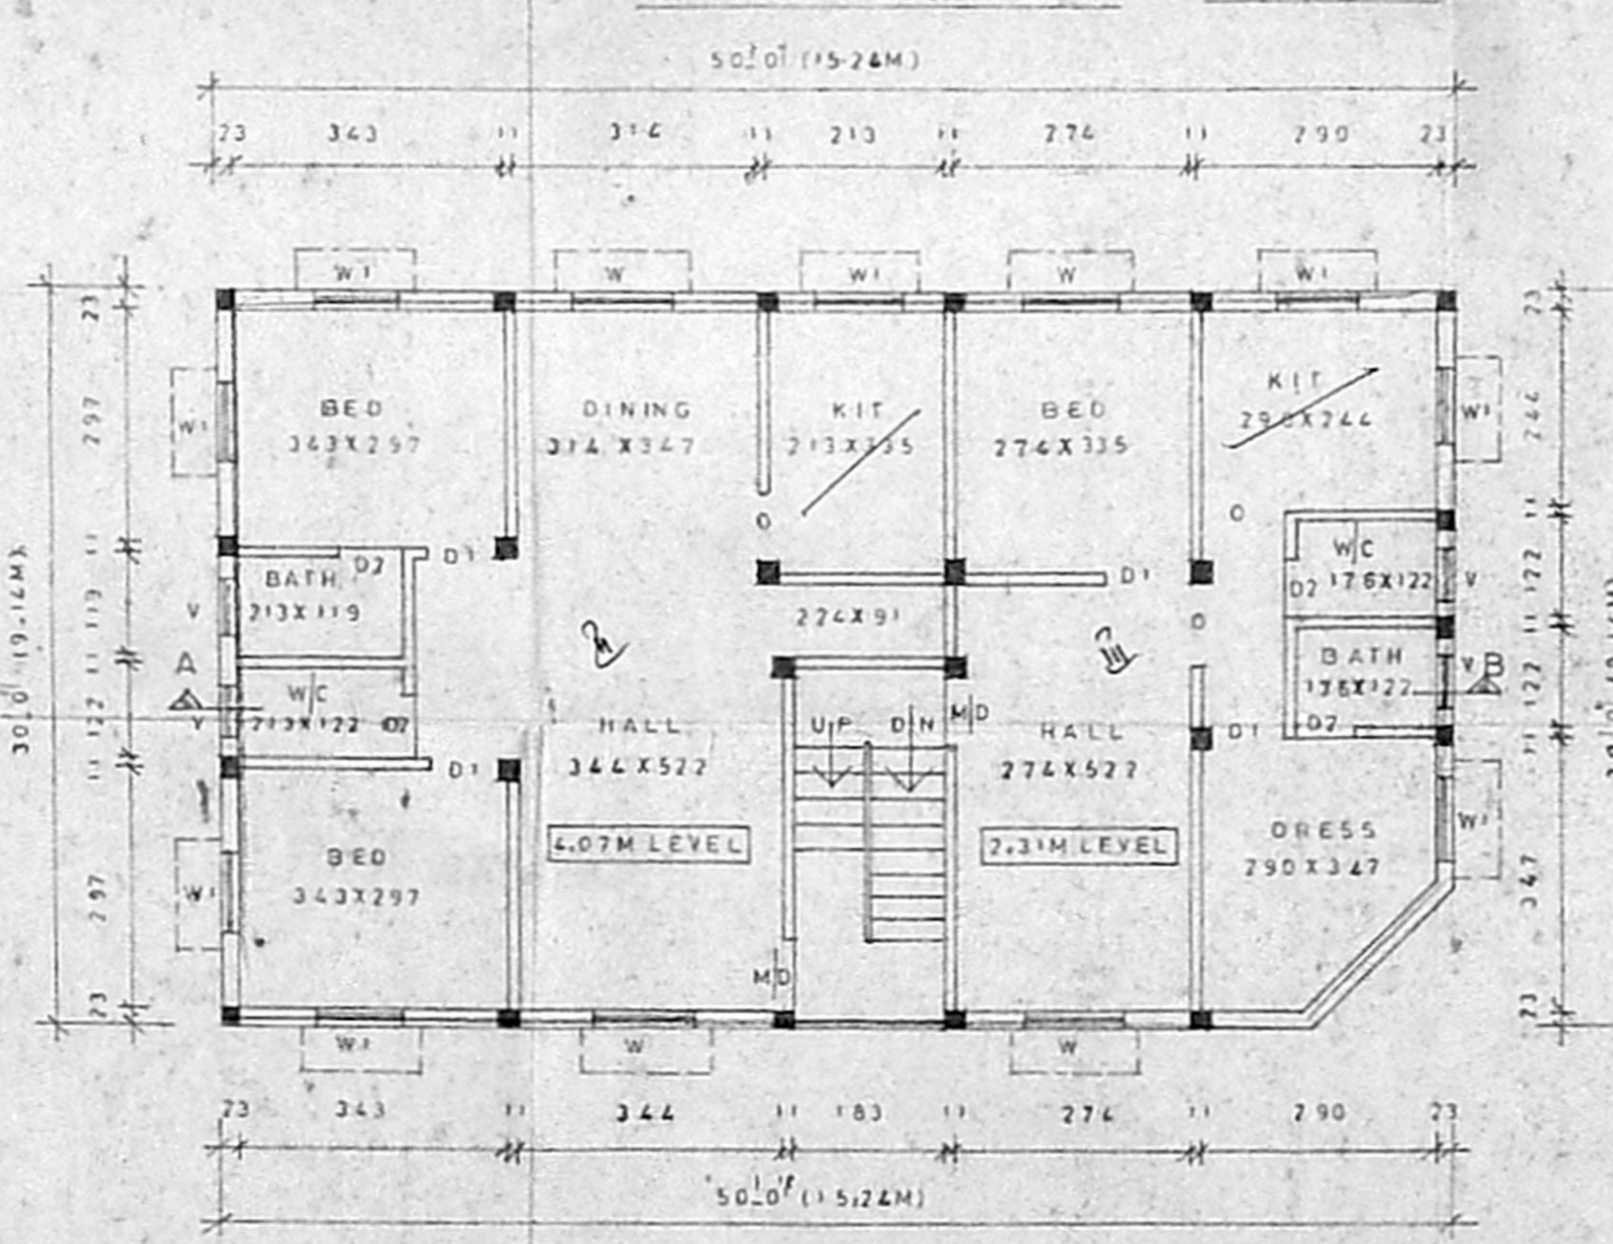 50'-0" (15.24M)
23 343 11 314 11 213 11 274 11 290 23
W1 W W1 W W1
23 297 11 119 11 122 11 297 23
30'-0" (9.14M)
W1
BED
343X297
DINING
314 X347
KIT
213X335
BED
274X335
KIT
290X244
W1
23 244 11 122 11 122 11 347 23
O
O
D1
D2
BATH
213X119
V
D1
W/C
176X122
D2
V
224X91
O
A
W/C
213X122 D2
V
BATH
176X122
D2
V B
HALL
344X522
UP DN
M/D
HALL
274X522
D1
D1
4.07M LEVEL
2.31M LEVEL
DRESS
290X347
W1
BED
343X297
W1
M/D
W1 W W
23 343 11 344 11 183 11 274 11 290 23
50'-0" (15.24M)